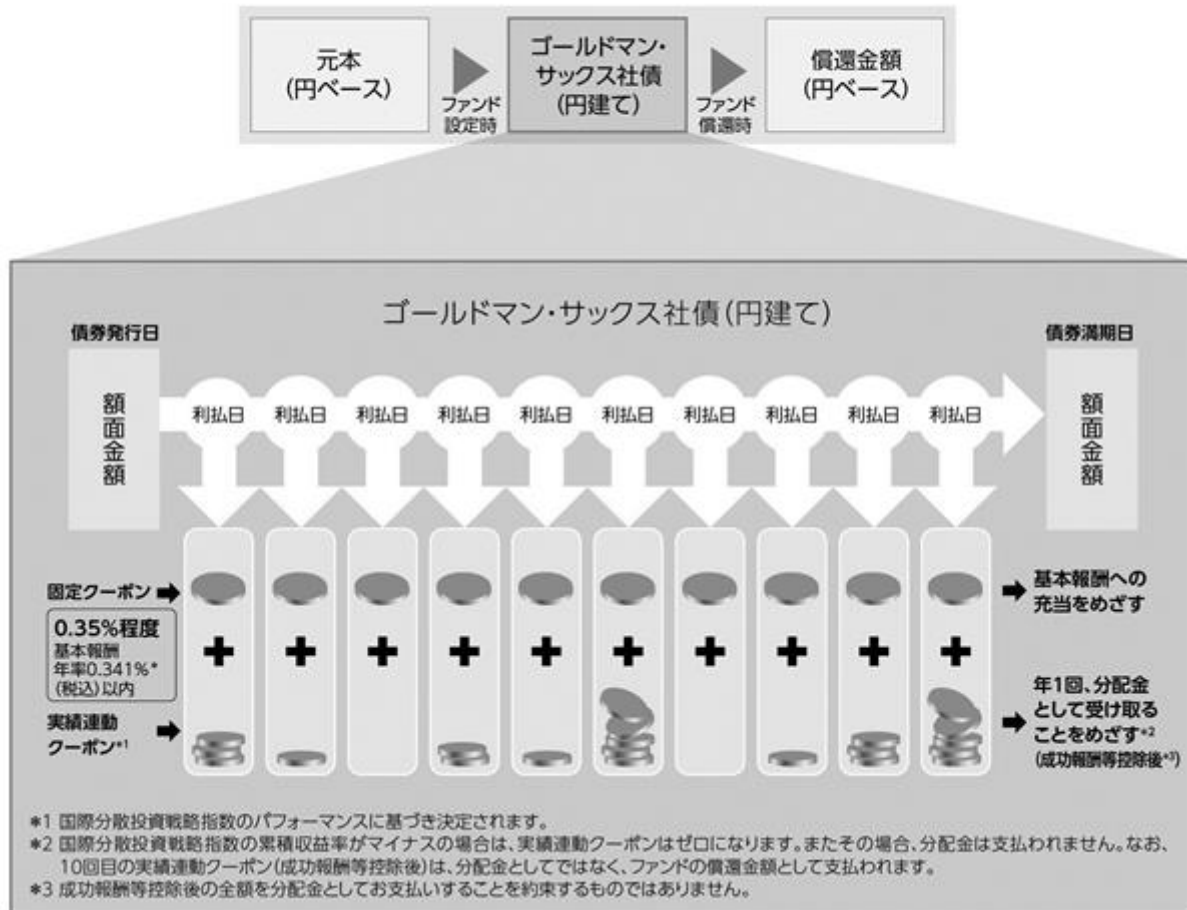 元本
(円ベース)
ファンド
設定時
ゴールドマン・
サックス社債
(円建て)
ファンド
償還時
償還金額
(円ベース)
ゴールドマン・サックス社債(円建て)
債券発行日
債券満期日
額面金額
利払日 利払日 利払日 利払日 利払日 利払日 利払日 利払日 利払日 利払日
額面金額
固定クーポン
0.35%程度
基本報酬
年率0.341%*
(税込)以内
実績連動
クーポン*1
基本報酬への
充当をめざす
年1回、分配金
として受け取る
ことをめざす*2
(成功報酬等控除後*3)
*1 国際分散投資戦略指数のパフォーマンスに基づき決定されます。
*2 国際分散投資戦略指数の累積収益率がマイナスの場合は、実績連動クーポンはゼロになります。またその場合、分配金は支払われません。なお、
10回目の実績連動クーポン(成功報酬等控除後)は、分配金としてではなく、ファンドの償還金額として支払われます。
*3 成功報酬等控除後の全額を分配金としてお支払いすることを約束するものではありません。